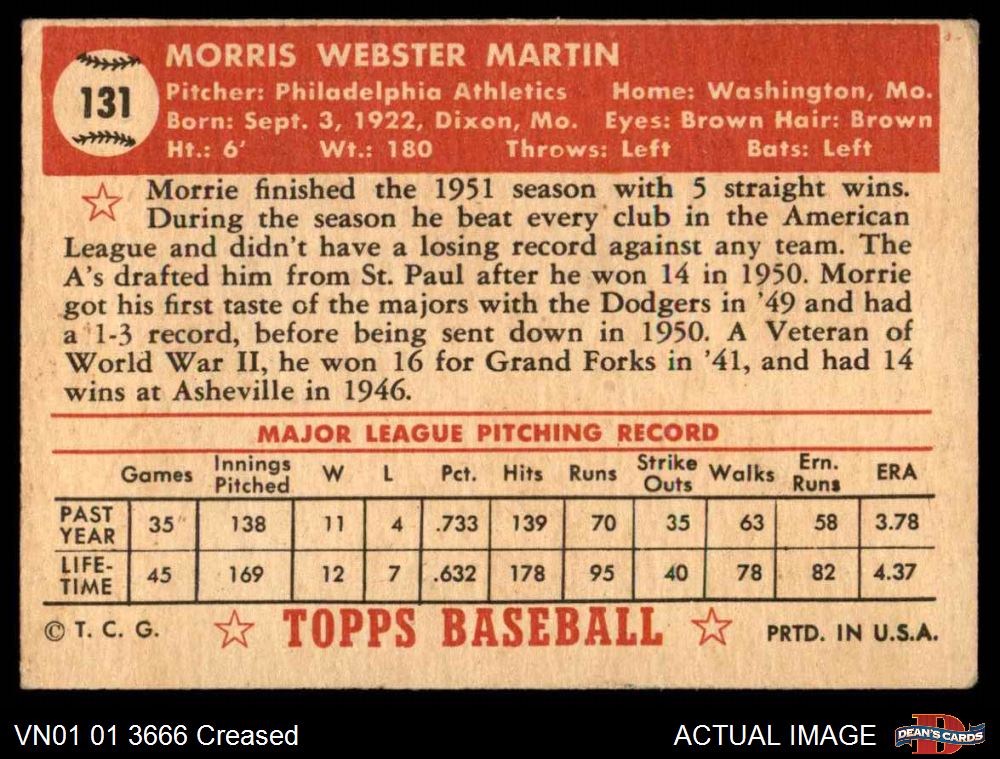 131
MORRIS WEBSTER MARTIN
Pitcher: Philadelphia Athletics Home: Washington, Mo.
Born: Sept. 3, 1922, Dixon, Mo. Eyes: Brown Hair: Brown
Ht.: 6' Wt.: 180 Throws: Left Bats: Left
Morrie finished the 1951 season with 5 straight wins.
During the season he beat every club in the American
League and didn't have a losing record against any team. The
A's drafted him from St. Paul after he won 14 in 1950. Morrie
got his first taste of the majors with the Dodgers in '49 and had
a 1-3 record, before being sent down in 1950. A Veteran of
World War II, he won 16 for Grand Forks in '41, and had 14
wins at Asheville in 1946.
MAJOR LEAGUE PITCHING RECORD
Games Innings Pitched W L Pct. Hits Runs Strike Outs Walks Ern. Runs ERA
PAST YEAR 35 138 11 4 .733 139 70 35 63 58 3.78
LIFE-TIME 45 169 12 7 .632 178 95 40 78 82 4.37
© T. C. G. TOPPS BASEBALL PRTD. IN U.S.A.
VN01 01 3666 Creased ACTUAL IMAGE D DEAN'S CARDS